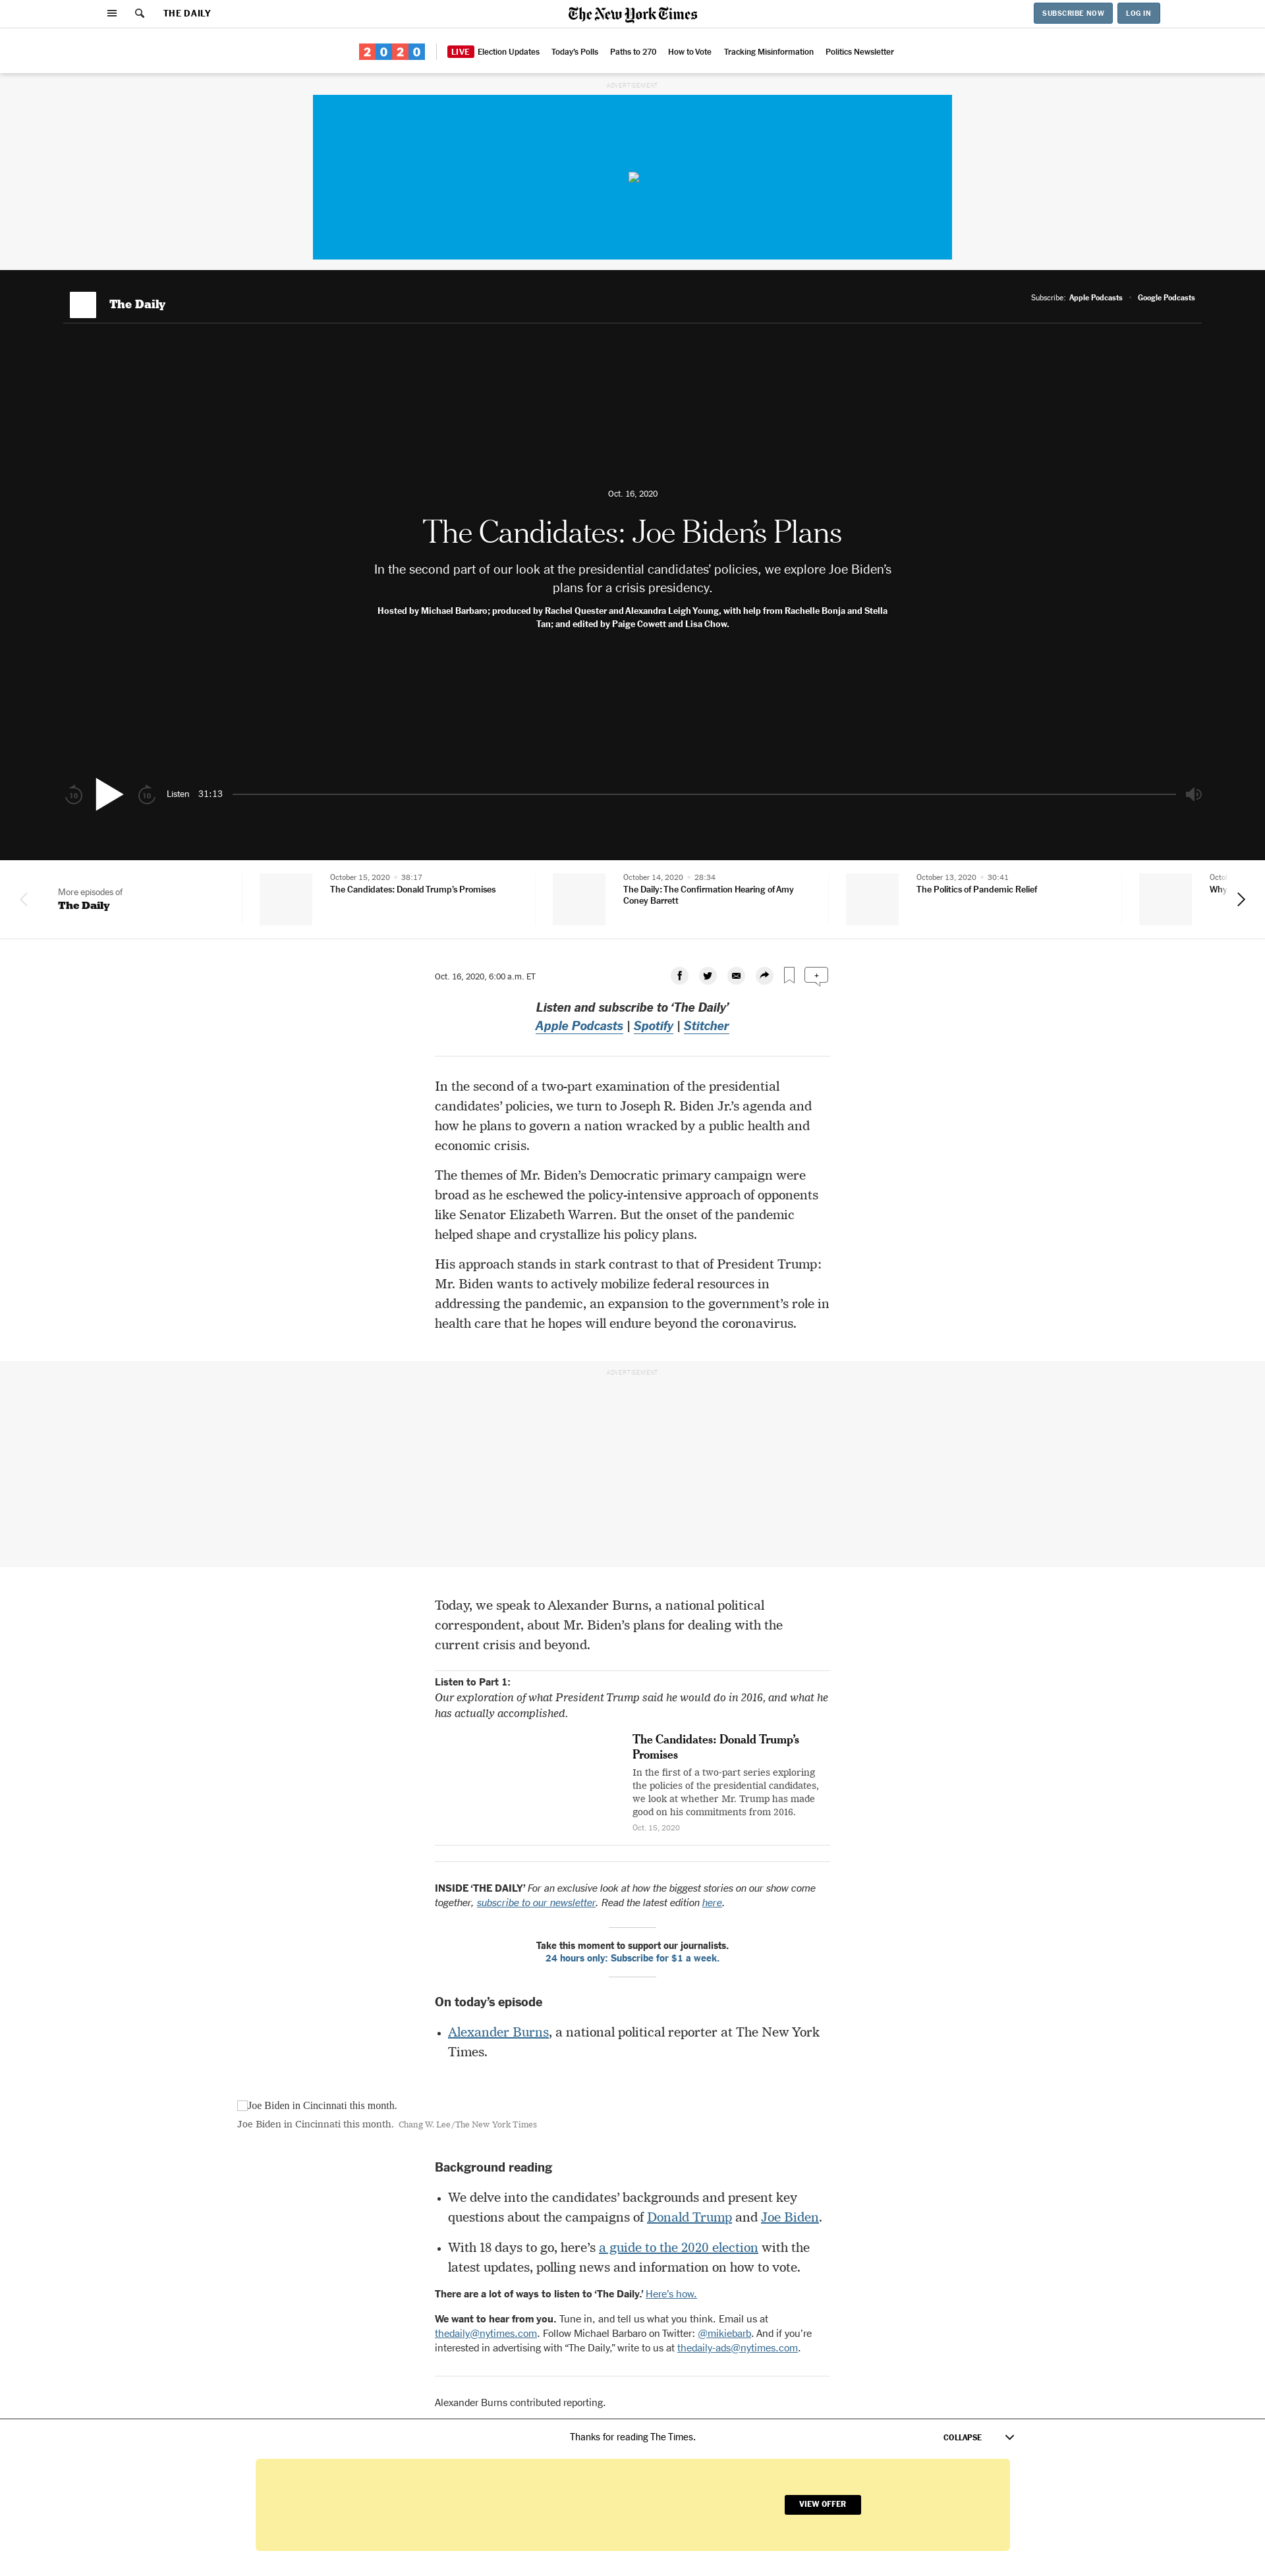 THE DAILY
The New York Times
SUBSCRIBE NOW
LOG IN
2020
LIVE Election Updates
Today's Polls
Paths to 270
How to Vote
Tracking Misinformation
Politics Newsletter
ADVERTISEMENT
The Daily
Subscribe: Apple Podcasts • Google Podcasts
Oct. 16, 2020
The Candidates: Joe Biden’s Plans
In the second part of our look at the presidential candidates’ policies, we explore Joe Biden’s
plans for a crisis presidency.
Hosted by Michael Barbaro; produced by Rachel Quester and Alexandra Leigh Young, with help from Rachelle Bonja and Stella
Tan; and edited by Paige Cowett and Lisa Chow.
10
10
Listen 31:13
More episodes of
The Daily
October 15, 2020 • 38:17
The Candidates: Donald Trump’s Promises
October 14, 2020 • 28:34
The Daily: The Confirmation Hearing of Amy
Coney Barrett
October 13, 2020 • 30:41
The Politics of Pandemic Relief
Octo
Why
Oct. 16, 2020, 6:00 a.m. ET
+
Listen and subscribe to ‘The Daily’
Apple Podcasts | Spotify | Stitcher
In the second of a two-part examination of the presidential
candidates’ policies, we turn to Joseph R. Biden Jr.’s agenda and
how he plans to govern a nation wracked by a public health and
economic crisis.
The themes of Mr. Biden’s Democratic primary campaign were
broad as he eschewed the policy-intensive approach of opponents
like Senator Elizabeth Warren. But the onset of the pandemic
helped shape and crystallize his policy plans.
His approach stands in stark contrast to that of President Trump:
Mr. Biden wants to actively mobilize federal resources in
addressing the pandemic, an expansion to the government’s role in
health care that he hopes will endure beyond the coronavirus.
ADVERTISEMENT
Today, we speak to Alexander Burns, a national political
correspondent, about Mr. Biden’s plans for dealing with the
current crisis and beyond.
Listen to Part 1:
Our exploration of what President Trump said he would do in 2016, and what he
has actually accomplished.
The Candidates: Donald Trump’s
Promises
In the first of a two-part series exploring
the policies of the presidential candidates,
we look at whether Mr. Trump has made
good on his commitments from 2016.
Oct. 15, 2020
INSIDE ‘THE DAILY’ For an exclusive look at how the biggest stories on our show come
together, subscribe to our newsletter. Read the latest edition here.
Take this moment to support our journalists.
24 hours only: Subscribe for $1 a week.
On today’s episode
• Alexander Burns, a national political reporter at The New York
Times.
Joe Biden in Cincinnati this month.
Joe Biden in Cincinnati this month. Chang W. Lee/The New York Times
Background reading
• We delve into the candidates’ backgrounds and present key
questions about the campaigns of Donald Trump and Joe Biden.
• With 18 days to go, here’s a guide to the 2020 election with the
latest updates, polling news and information on how to vote.
There are a lot of ways to listen to ‘The Daily.’ Here’s how.
We want to hear from you. Tune in, and tell us what you think. Email us at
thedaily@nytimes.com. Follow Michael Barbaro on Twitter: @mikiebarb. And if you’re
interested in advertising with “The Daily,” write to us at thedaily-ads@nytimes.com.
Alexander Burns contributed reporting.
Thanks for reading The Times.
COLLAPSE
VIEW OFFER